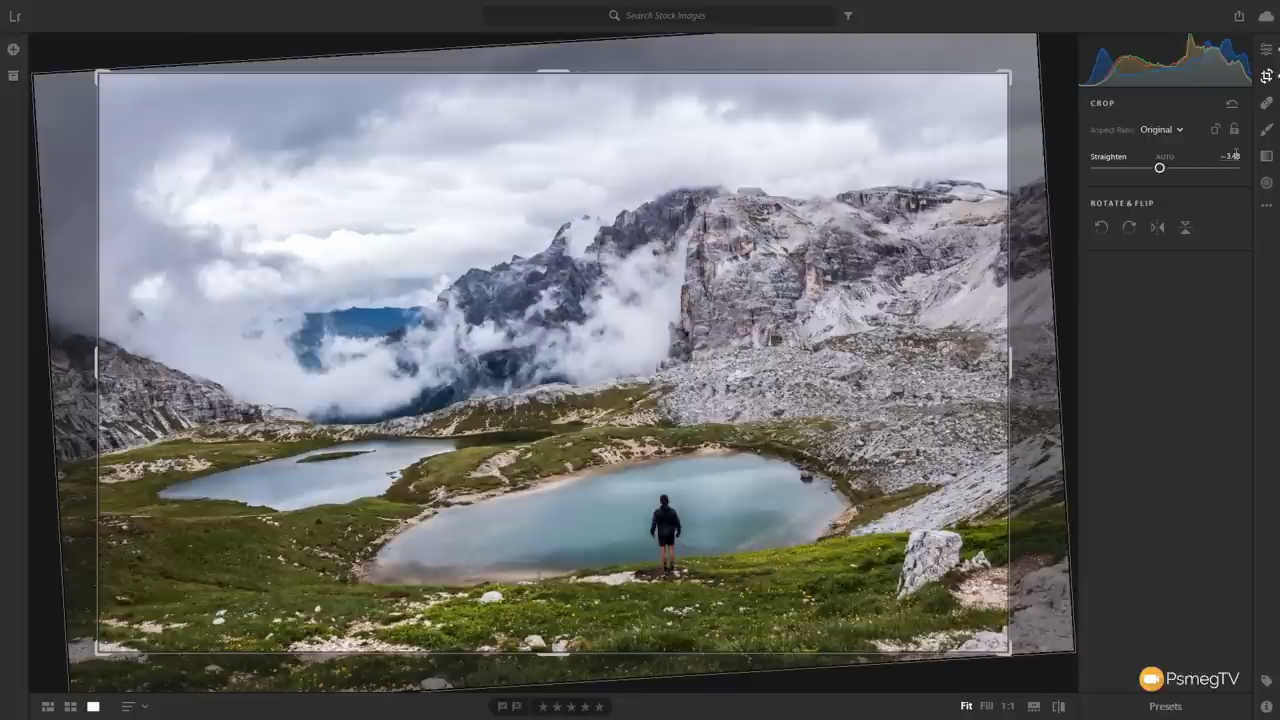 Lr
Search Stock Images
CROP
Aspect Ratio Original
Straighten AUTO
ROTATE & FLIP
Fit Fill 1:1
PsmegTV
Presets